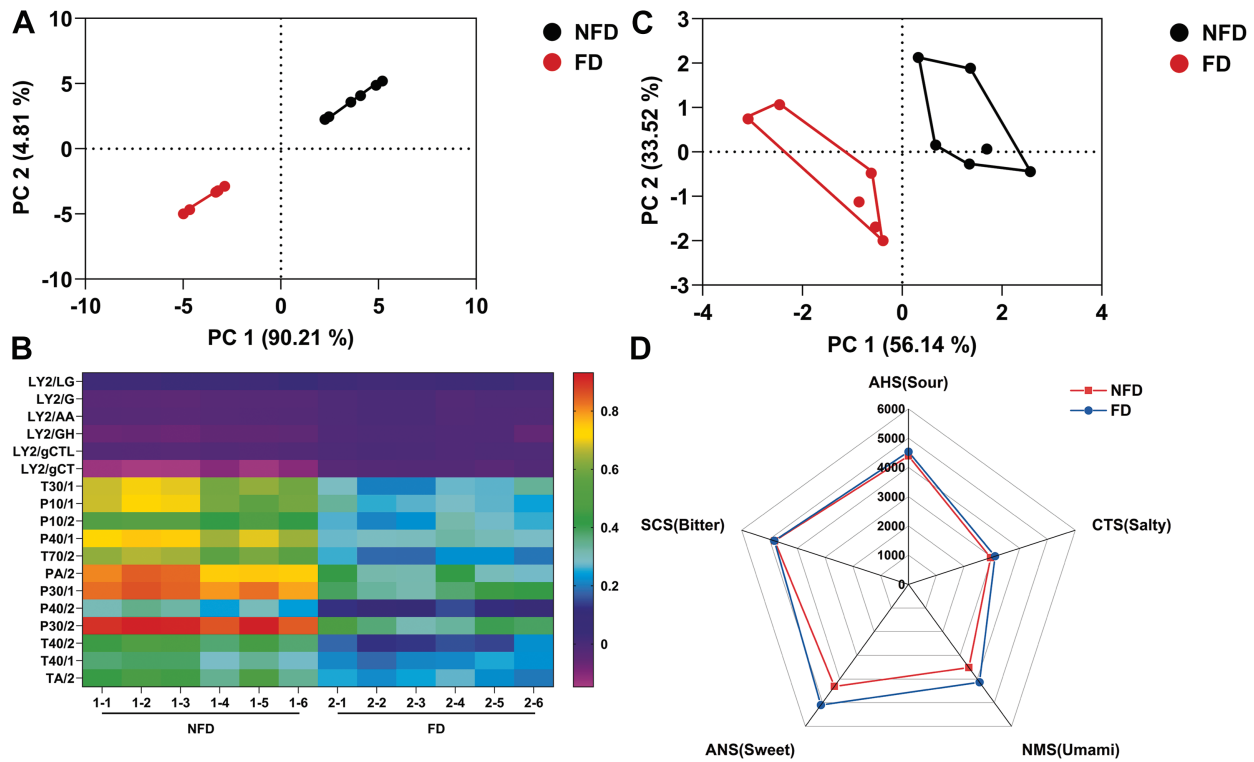 A
10
5
0
-5
-10
-10
-5
0
5
10
PC 2 (4.81 %)
PC 1 (90.21 %)
NFD
FD
C
3
2
1
0
-1
-2
-3
-4
-2
0
2
4
PC 2 (33.52 %)
PC 1 (56.14 %)
NFD
FD
B
LY2/LG
LY2/G
LY2/AA
LY2/GH
LY2/gCTL
LY2/gCT
T30/1
P10/1
P10/2
P40/1
T70/2
PA/2
P30/1
P40/2
P30/2
T40/2
T40/1
TA/2
1-1 1-2 1-3 1-4 1-5 1-6 2-1 2-2 2-3 2-4 2-5 2-6
NFD FD
0.8
0.6
0.4
0.2
0
D
AHS(Sour)
NFD
FD
6000
5000
4000
3000
2000
1000
0
SCS(Bitter)
CTS(Salty)
ANS(Sweet)
NMS(Umami)